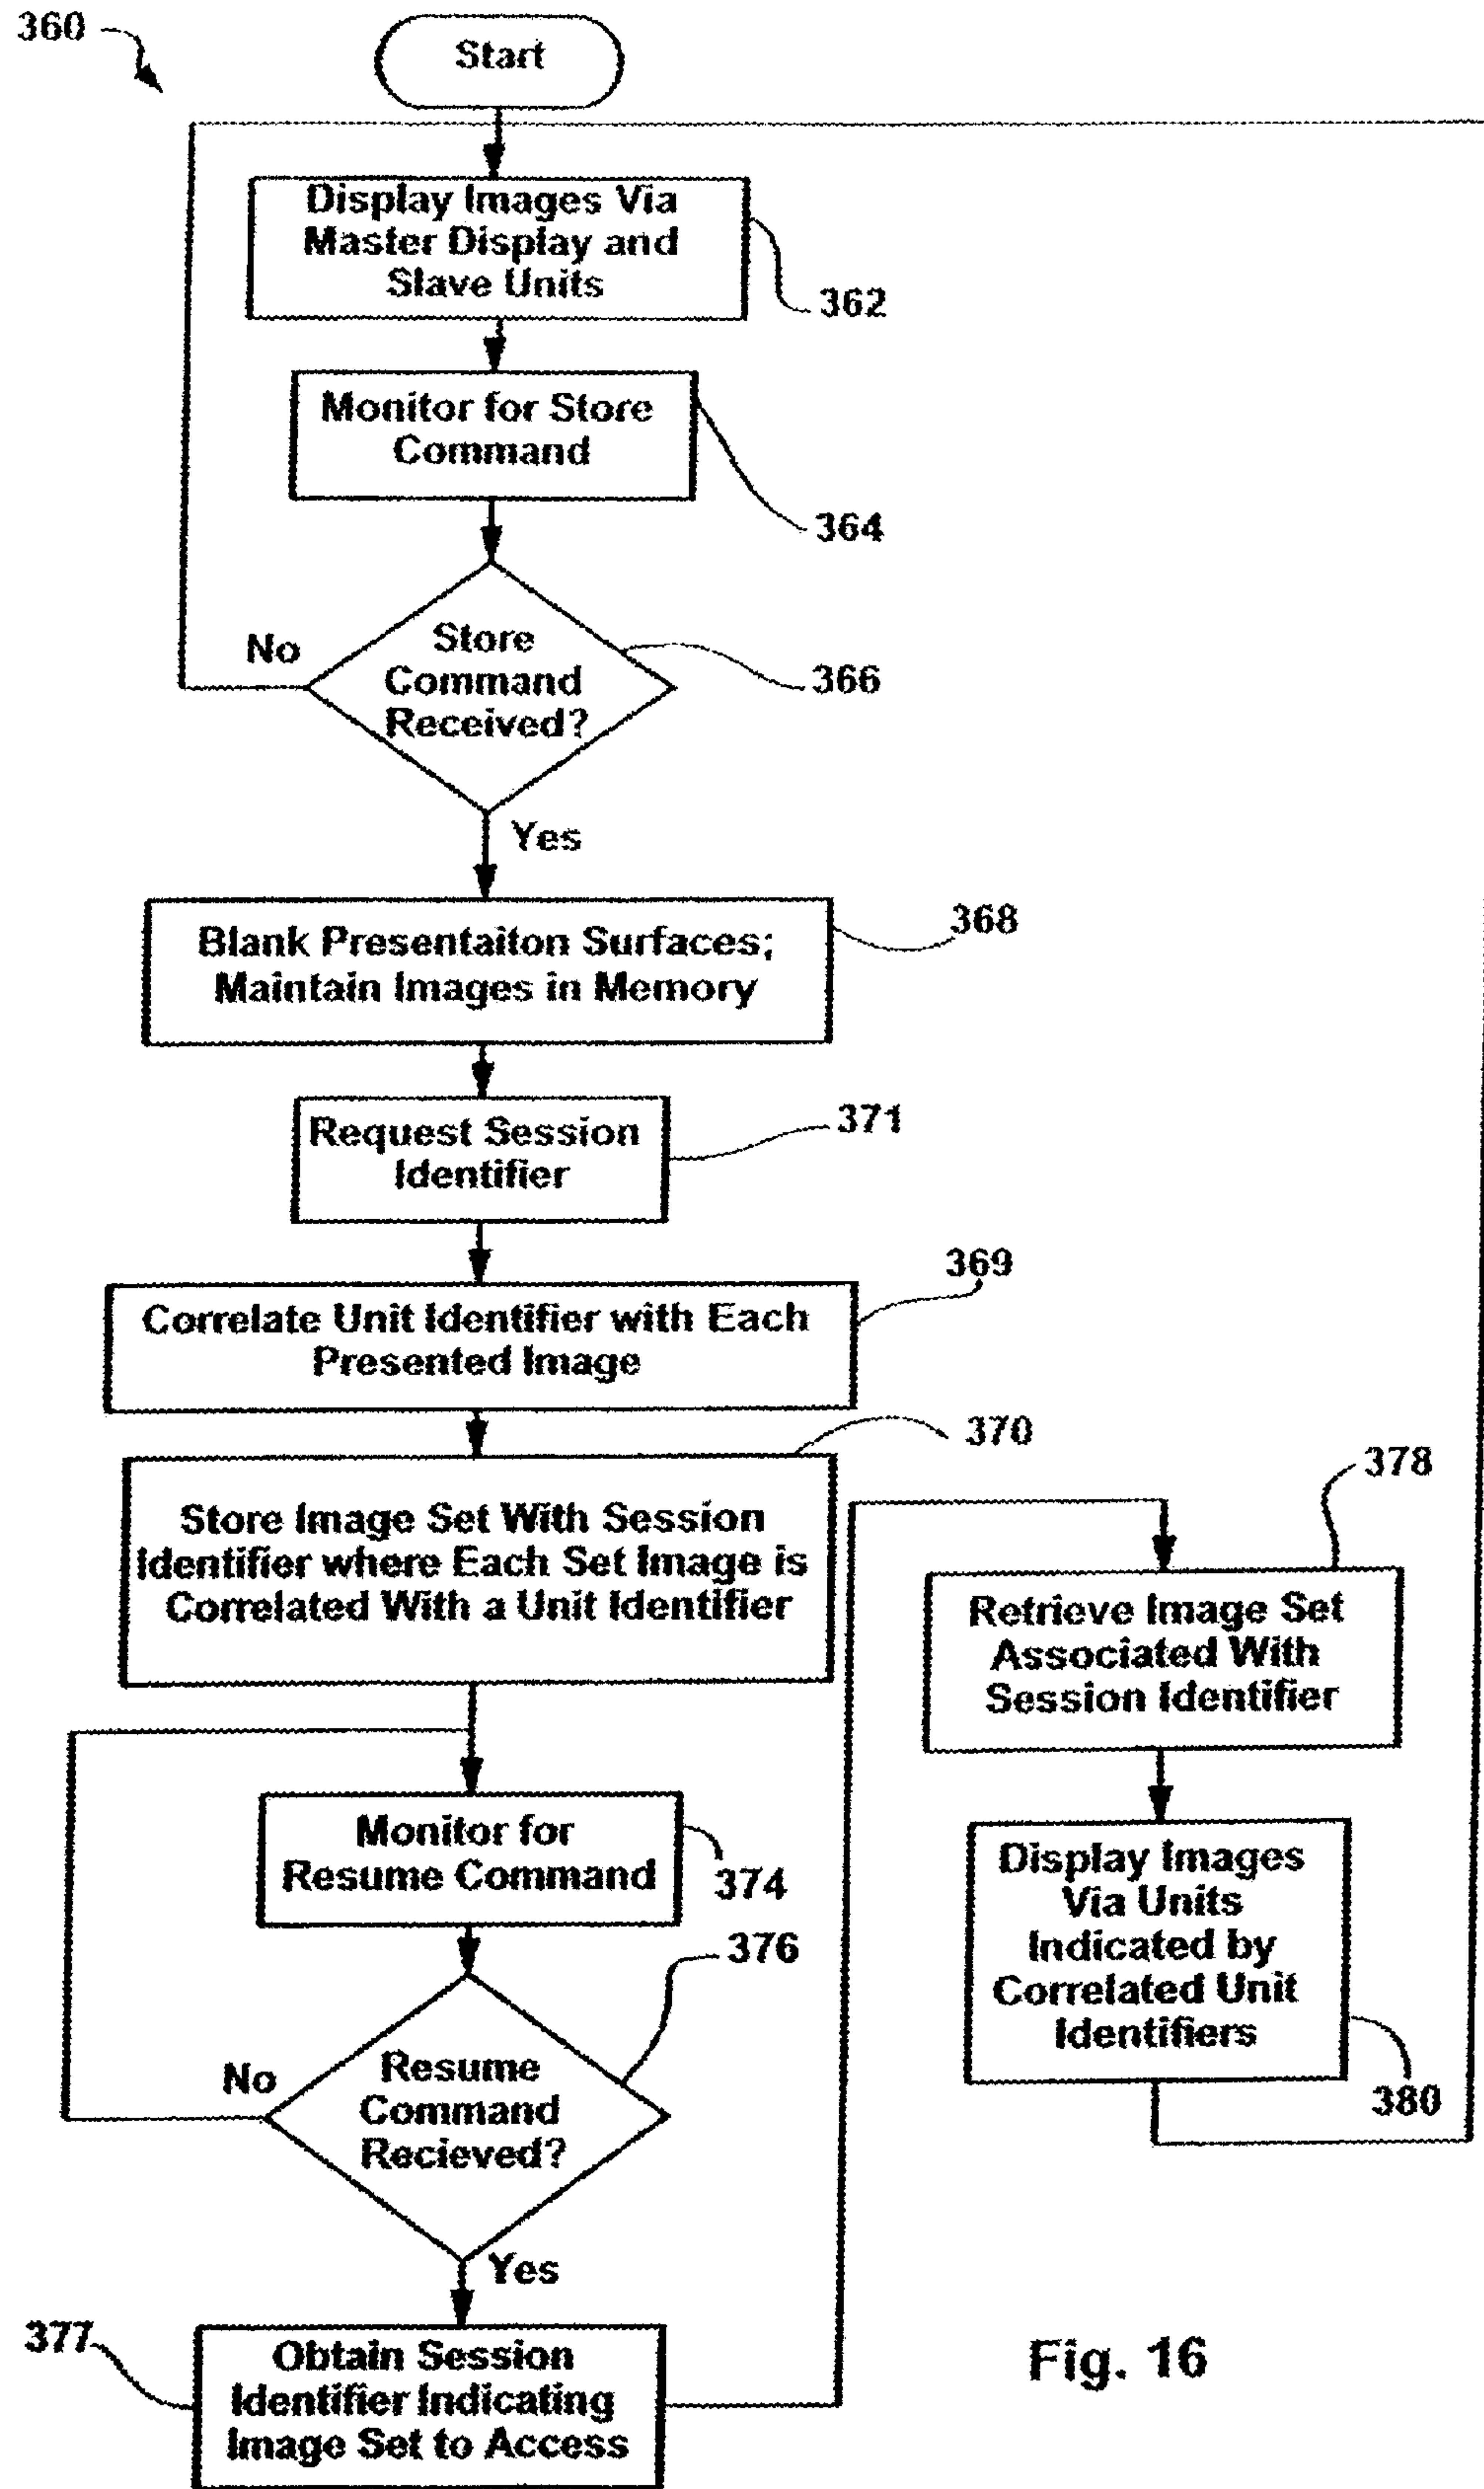 360
Start
Display Images Via
Master Display and
Slave Units
362
Monitor for Store
Command
364
No
Store
Command
Received?
366
Yes
Blank Presentaiton Surfaces;
Maintain Images in Memory
368
Request Session
Identifier
371
Correlate Unit Identifier with Each
Presented Image
369
Store Image Set With Session
Identifier where Each Set Image is
Correlated With a Unit Identifier
370
Monitor for
Resume Command
374
No
Resume
Command
Recieved?
376
Yes
377
Obtain Session
Identifier Indicating
Image Set to Access
378
Retrieve Image Set
Associated With
Session Identifier
Display Images
Via Units
Indicated by
Correlated Unit
Identifiers
380
Fig. 16